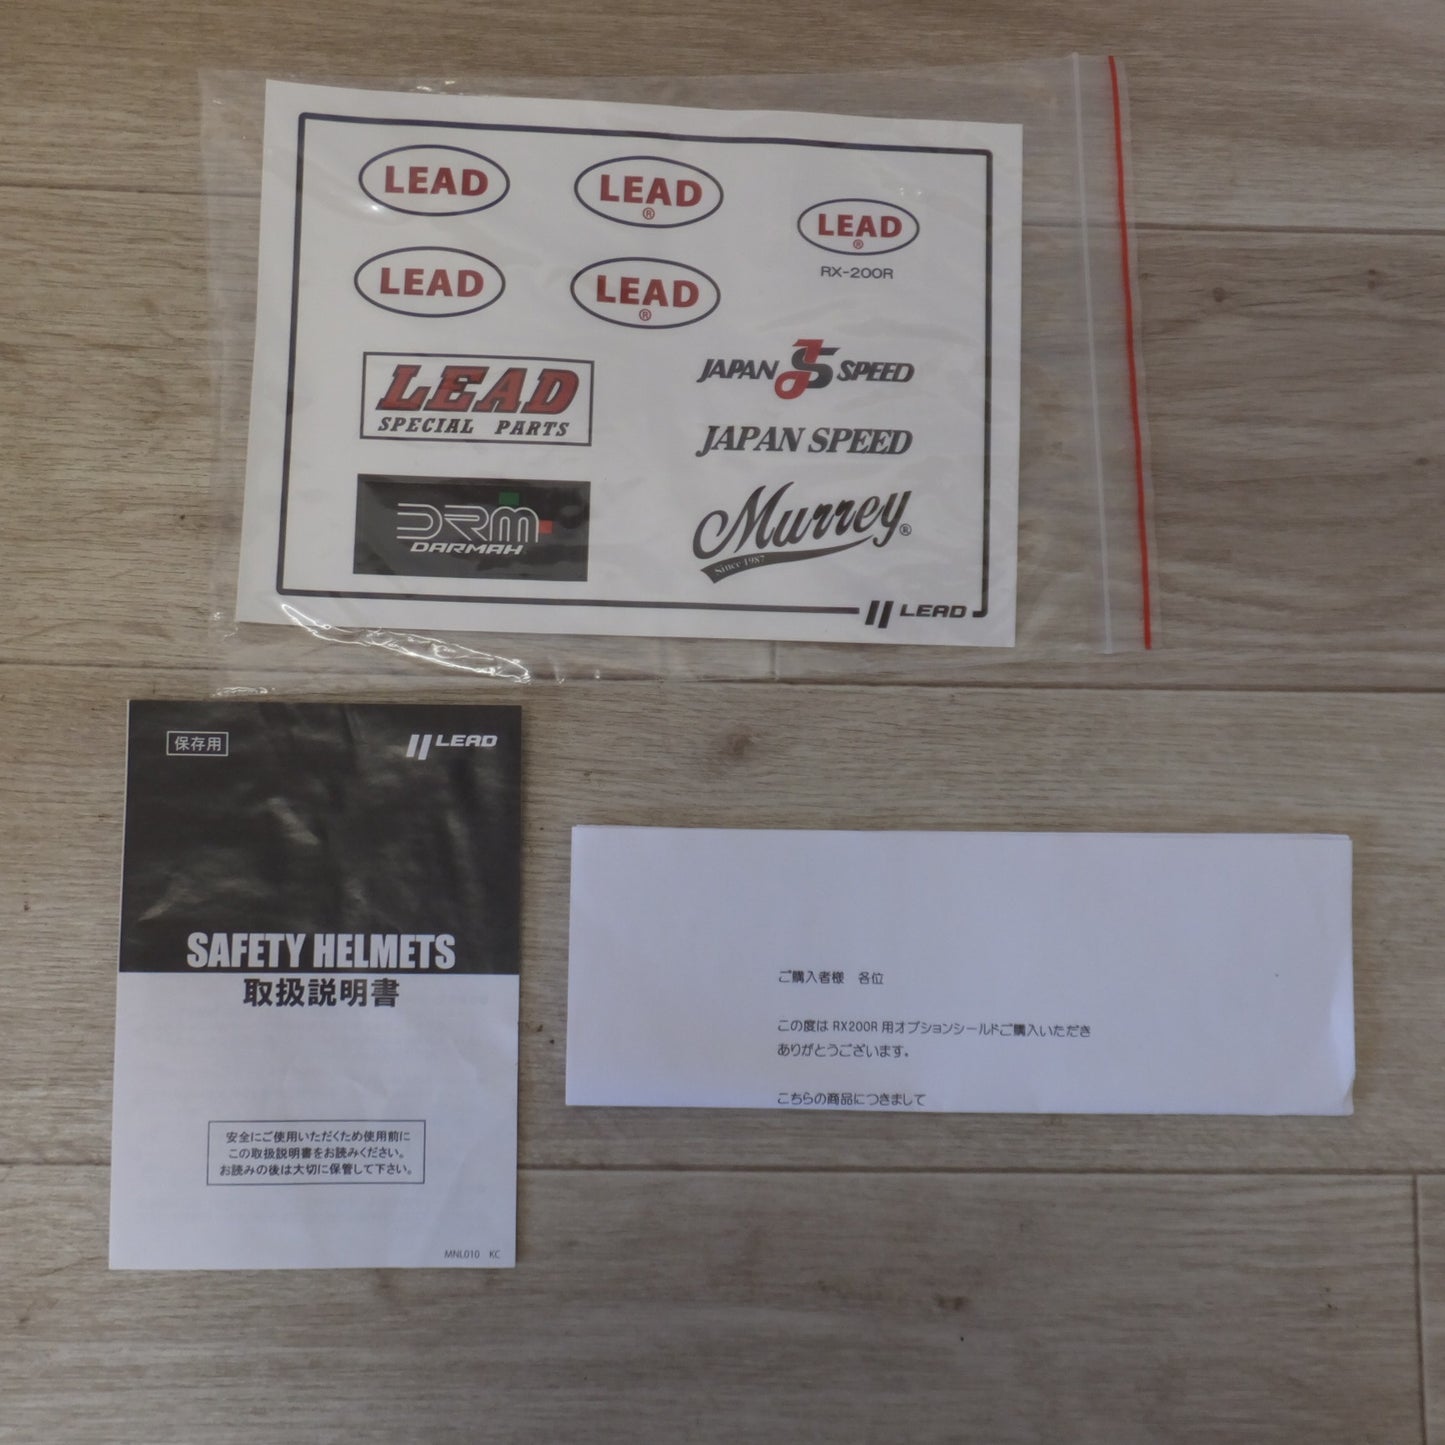 LEAD
LEAD
®
LEAD
®
RX-200R
LEAD
LEAD
®
LEAD
SPECIAL PARTS
JAPAN JS SPEED
JAPAN SPEED
DRM
DARMAH
Murrey®
Since 1987
LEAD
保存用
LEAD
SAFETY HELMETS
取扱説明書
安全にご使用いただくため使用前に
この取扱説明書をお読みください。
お読みの後は大切に保管して下さい。
MNL010 KC
ご購入者様 各位
この度は RX200R 用オプションシールドご購入いただき
ありがとうございます。
こちらの商品につきまして